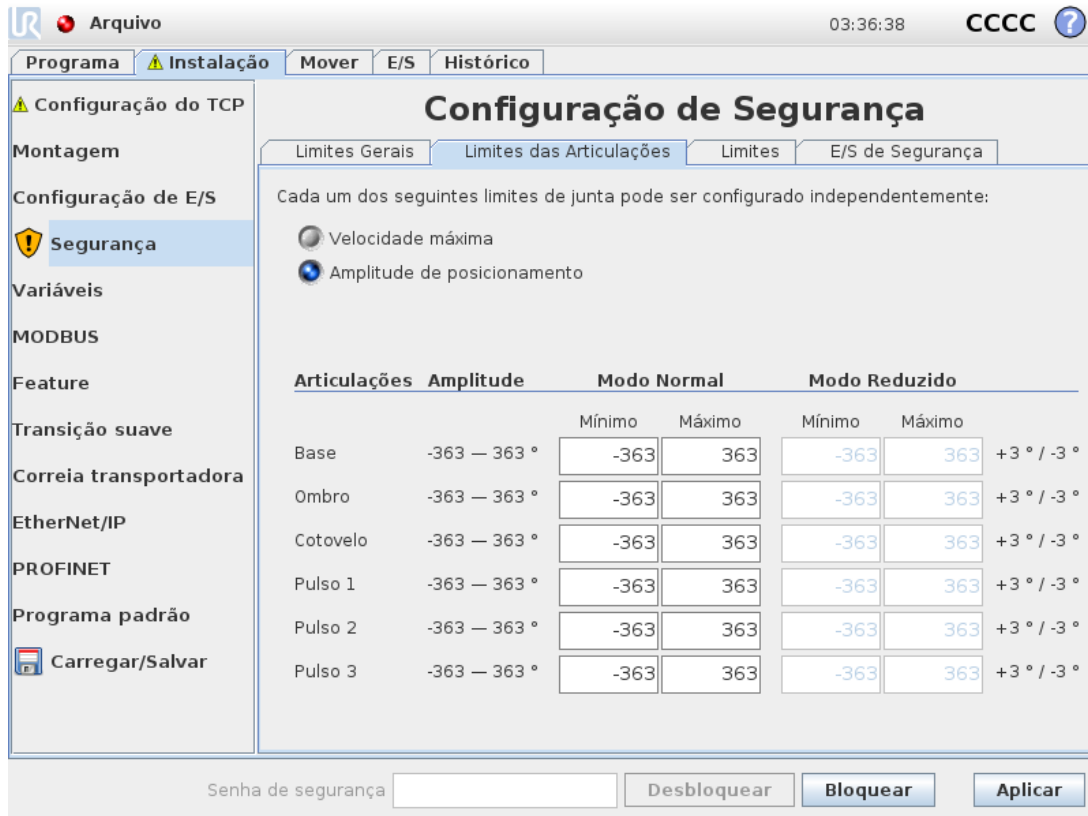 UR Arquivo 03:36:38 CCCC ?
Programa Instalação Mover E/S Histórico
Configuração do TCP
Montagem
Configuração de E/S
Segurança
Variáveis
MODBUS
Feature
Transição suave
Correia transportadora
EtherNet/IP
PROFINET
Programa padrão
Carregar/Salvar
Configuração de Segurança
Limites Gerais Limites das Articulações Limites E/S de Segurança
Cada um dos seguintes limites de junta pode ser configurado independentemente:
Velocidade máxima
Amplitude de posicionamento
Articulações Amplitude Modo Normal Modo Reduzido
Mínimo Máximo Mínimo Máximo
Base -363 — 363 ° -363 363 -363 363 +3 ° / -3 °
Ombro -363 — 363 ° -363 363 -363 363 +3 ° / -3 °
Cotovelo -363 — 363 ° -363 363 -363 363 +3 ° / -3 °
Pulso 1 -363 — 363 ° -363 363 -363 363 +3 ° / -3 °
Pulso 2 -363 — 363 ° -363 363 -363 363 +3 ° / -3 °
Pulso 3 -363 — 363 ° -363 363 -363 363 +3 ° / -3 °
Senha de segurança Desbloquear Bloquear Aplicar